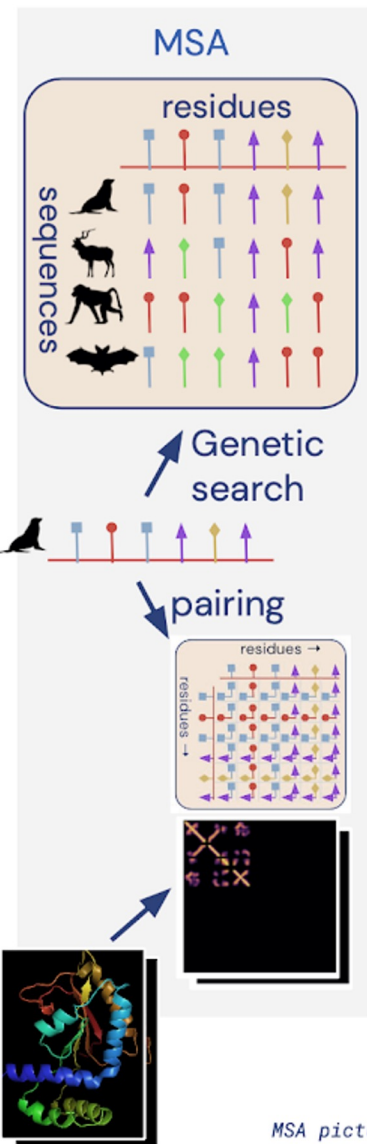 MSA
residues
sequences
Genetic
search
pairing
residues →
residues →
MSA pict